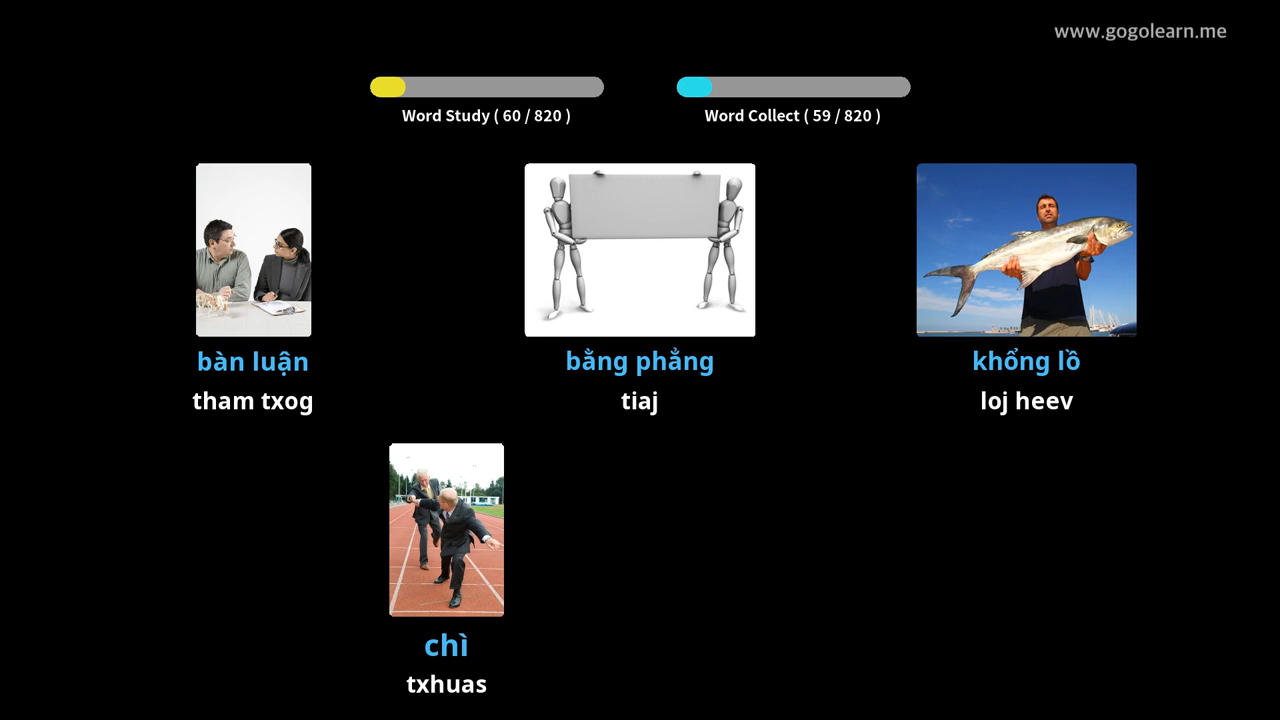 www.gogolearn.me
Word Study ( 60 / 820 )
Word Collect ( 59 / 820 )
bàn luận
tham txog
bằng phẳng
tiaj
khổng lồ
loj heev
chì
txhuas